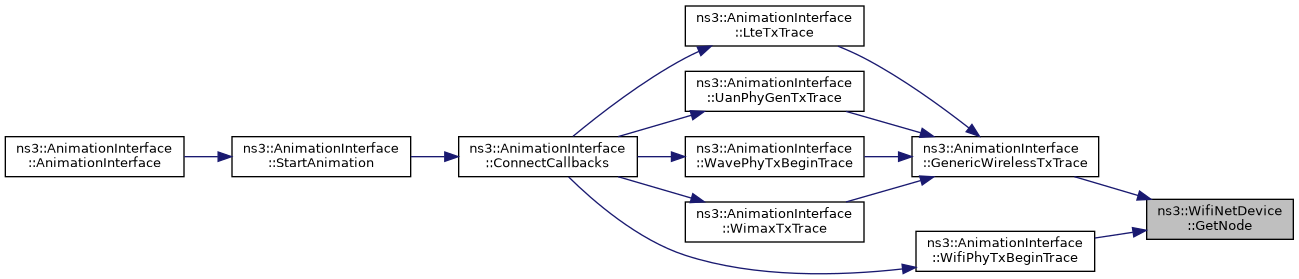 ns3::AnimationInterface
::LteTxTrace
ns3::AnimationInterface
::UanPhyGenTxTrace
ns3::AnimationInterface
::AnimationInterface
ns3::AnimationInterface
::StartAnimation
ns3::AnimationInterface
::ConnectCallbacks
ns3::AnimationInterface
::WavePhyTxBeginTrace
ns3::AnimationInterface
::GenericWirelessTxTrace
ns3::AnimationInterface
::WimaxTxTrace
ns3::WifiNetDevice
::GetNode
ns3::AnimationInterface
::WifiPhyTxBeginTrace